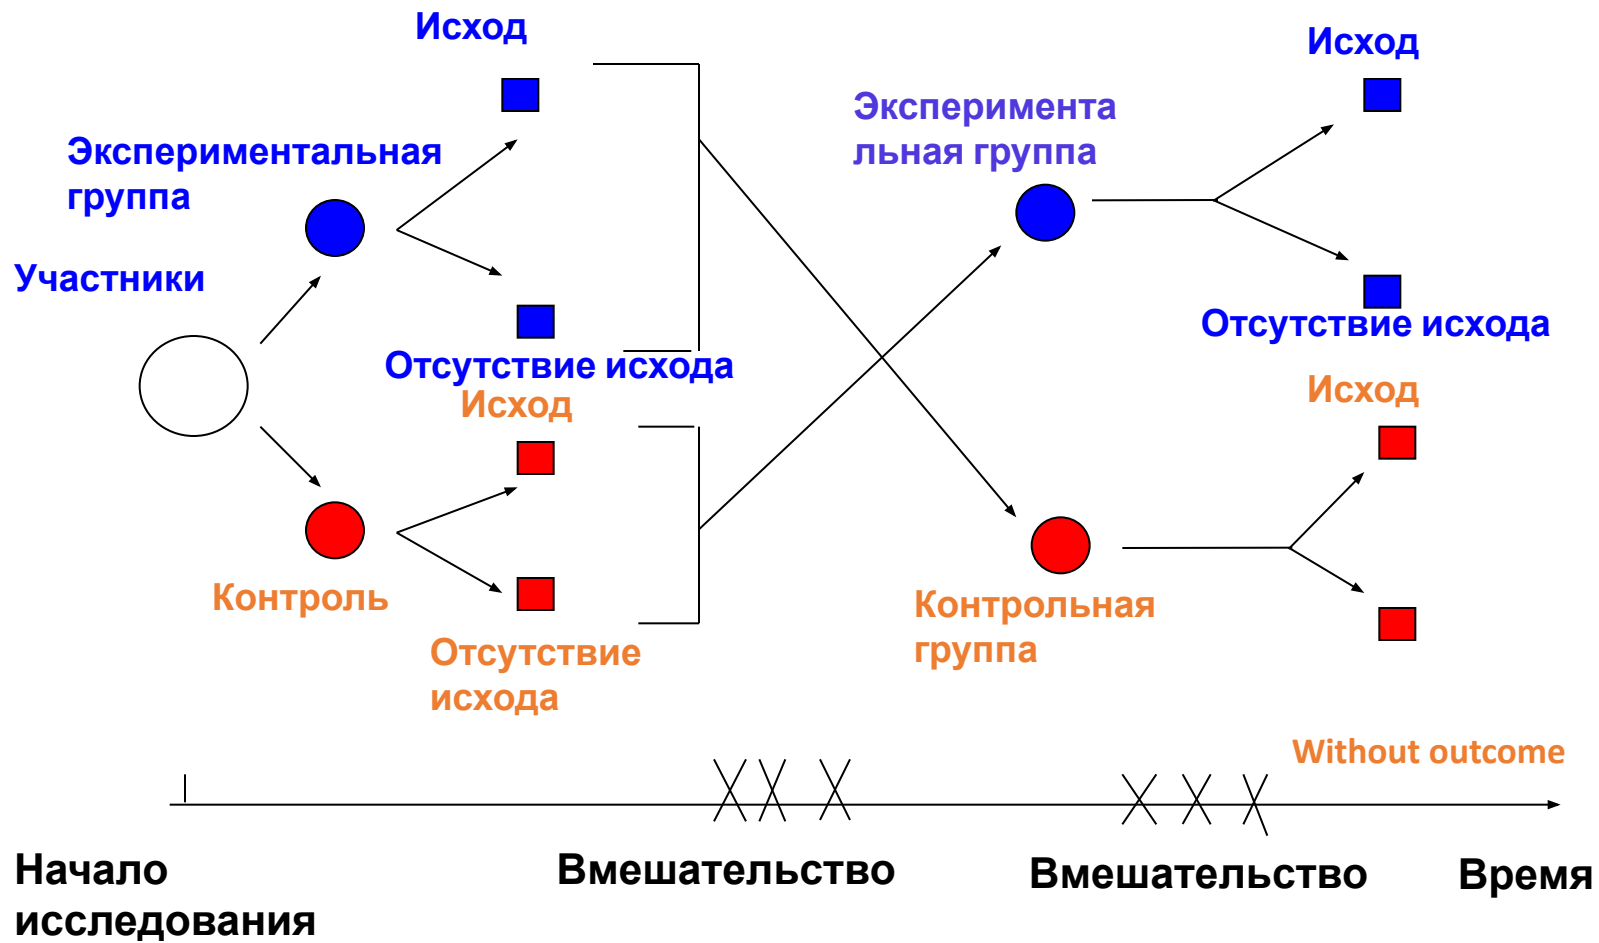 Исход
Экспериментальная
группа
Участники
Отсутствие исхода
Исход
Контроль
Отсутствие
исхода
Эксперимента
льная группа
Исход
Отсутствие исхода
Исход
Контрольная
группа
Without outcome
Начало
исследования
Вмешательство
Вмешательство
Время